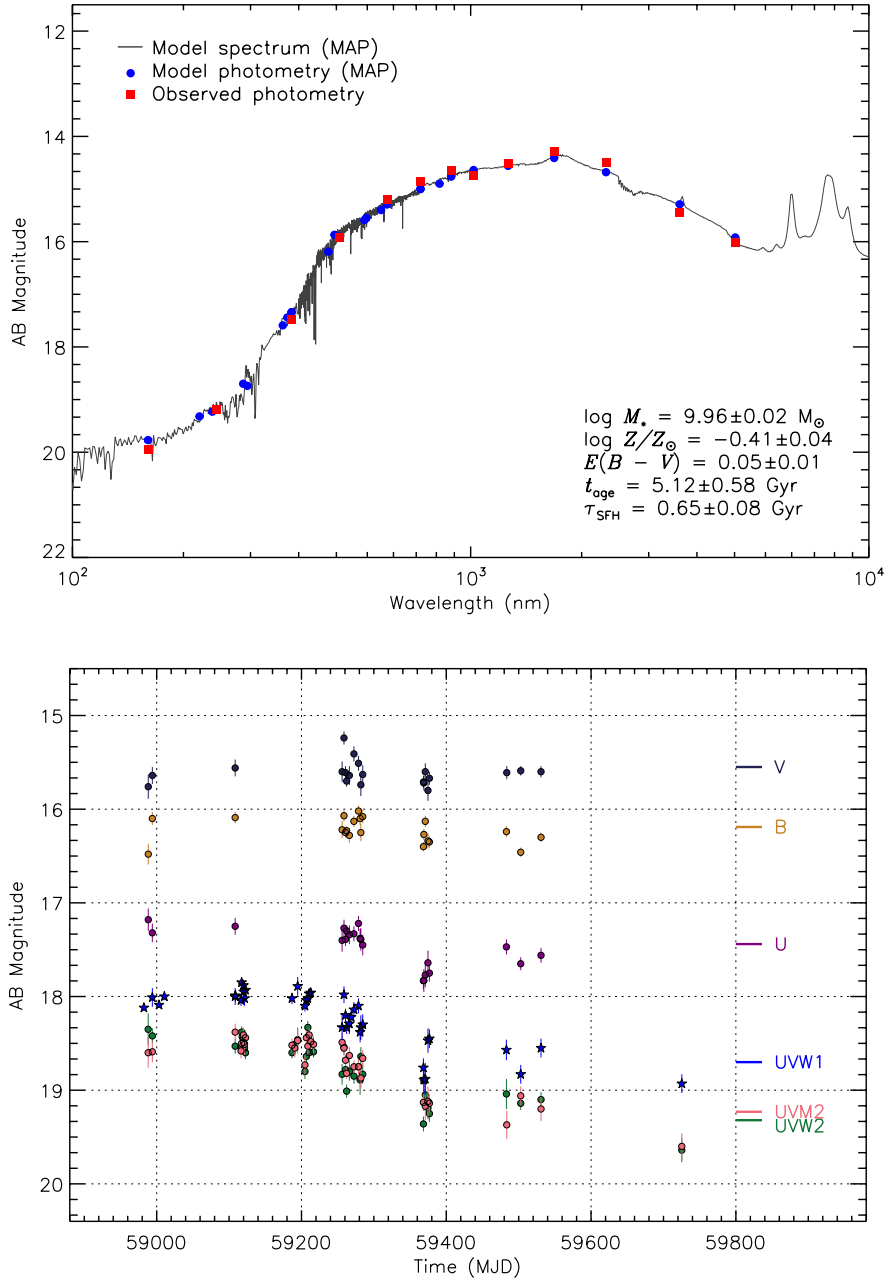 12
14
16
18
20
22
AB Magnitude
Model spectrum (MAP)
Model photometry (MAP)
Observed photometry
log M* = 9.96±0.02 M⊙
log Z/Z⊙ = −0.41±0.04
E(B − V) = 0.05±0.01
t_age = 5.12±0.58 Gyr
τ_SFH = 0.65±0.08 Gyr
10² 10³ 10⁴
Wavelength (nm)
15
16
17
18
19
20
AB Magnitude
V
B
U
UVW1
UVM2
UVW2
59000 59200 59400 59600 59800
Time (MJD)